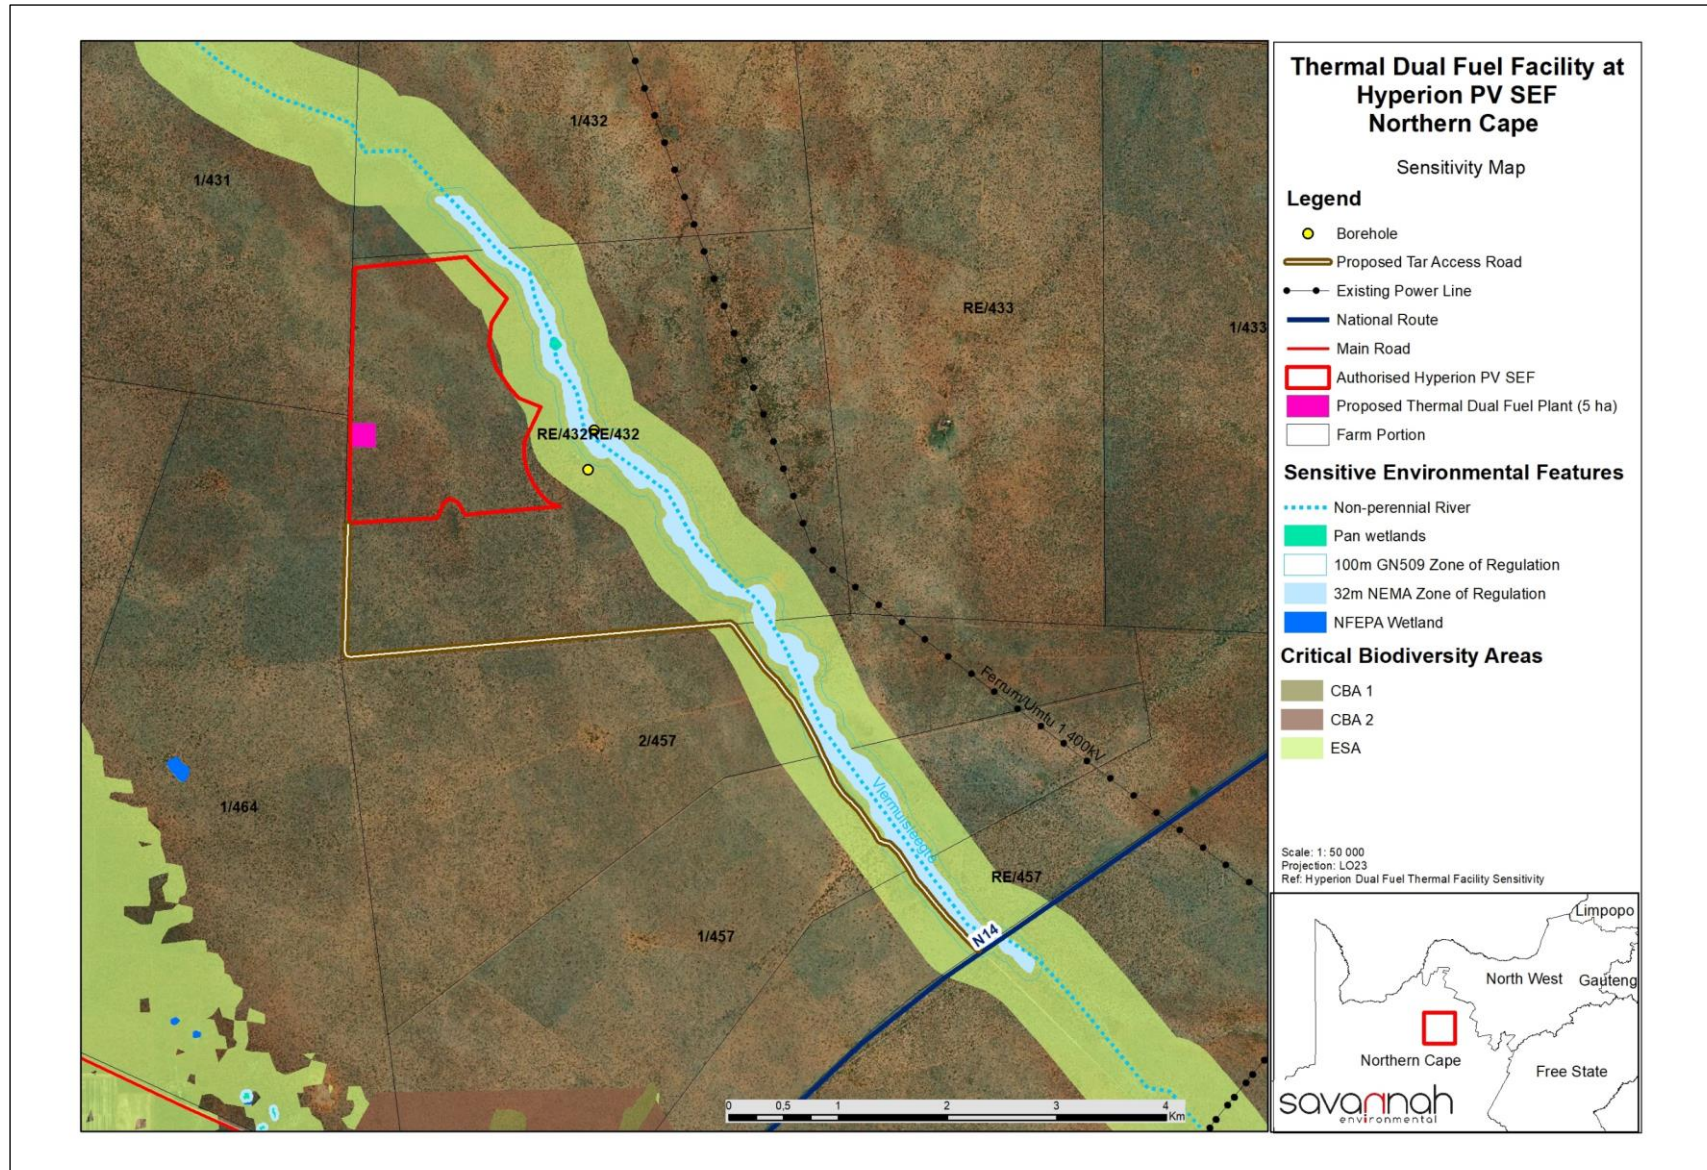 Thermal Dual Fuel Facility at
Hyperion PV SEF
Northern Cape
Sensitivity Map
Legend
Borehole
Proposed Tar Access Road
Existing Power Line
National Route
Main Road
Authorised Hyperion PV SEF
Proposed Thermal Dual Fuel Plant (5 ha)
Farm Portion
Sensitive Environmental Features
Non-perennial River
Pan wetlands
100m GN509 Zone of Regulation
32m NEMA Zone of Regulation
NFEPA Wetland
Critical Biodiversity Areas
CBA 1
CBA 2
ESA
Scale: 1: 50 000
Projection: LO23
Ref: Hyperion Dual Fuel Thermal Facility Sensitivity
Limpopo
North West
Gauteng
Northern Cape
Free State
savannah
environmental
1/432
1/431
RE/433
1/433
RE/432
RE/432
Ferrum/Umtu 1 400kV
2/457
1/464
Vlermuisleegte
RE/457
1/457
N14
0 0,5 1 2 3 4
Km